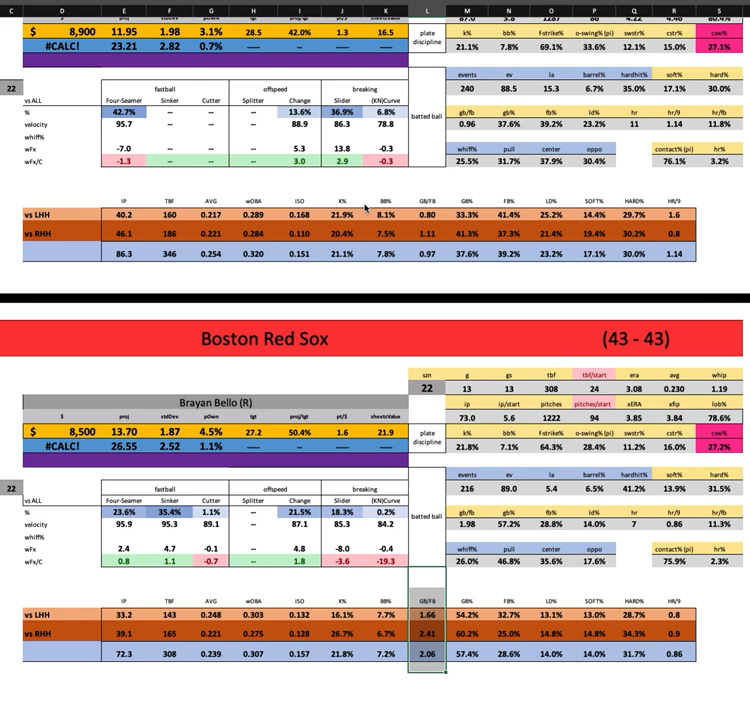 C D E F G H I J K L M N O P Q R S
proj stdDev pOwn tgt proj/tgt pt/$ sheetsValue 87.0 5.8 1287 86 4.22 4.46 80.4%
$ 8,900 11.95 1.98 3.1% 28.5 42.0% 1.3 16.5 plate discipline k% bb% f-strike% o-swing% (pi) swstr% cstr% csw%
#CALC! 23.21 2.82 0.7% ---- -- ---- ---- 21.1% 7.8% 69.1% 33.6% 12.1% 15.0% 27.1%
events ev la barrel% hardhit% soft% hard%
22 fastball offspeed breaking 240 88.5 15.3 6.7% 35.0% 17.1% 30.0%
vs ALL Four-Seamer Sinker Cutter Splitter Change Slider (KN)Curve
% 42.7% -- -- -- 13.6% 36.9% 6.8% batted ball gb/fb gb% fb% ld% hr hr/9 hr/fb
velocity 95.7 -- -- -- 88.9 86.3 78.8 0.96 37.6% 39.2% 23.2% 11 1.14 11.8%
whiff%
wFx -7.0 -- -- -- 5.3 13.8 -0.3 whiff% pull center oppo contact% (pi) hr%
wFx/C -1.3 -- -- -- 3.0 2.9 -0.3 25.5% 31.7% 37.9% 30.4% 76.1% 3.2%
IP TBF AVG wOBA ISO K% BB% GB/FB GB% FB% LD% SOFT% HARD% HR/9
vs LHH 40.2 160 0.217 0.289 0.168 21.9% 8.1% 0.80 33.3% 41.4% 25.2% 14.4% 29.7% 1.6
vs RHH 46.1 186 0.221 0.284 0.110 20.4% 7.5% 1.11 41.3% 37.3% 21.4% 19.4% 30.2% 0.8
86.3 346 0.254 0.320 0.151 21.1% 7.8% 0.97 37.6% 39.2% 23.2% 17.1% 30.0% 1.14
Boston Red Sox (43 - 43)
szn g gs tbf tbf/start era avg whip
22 13 13 308 24 3.08 0.230 1.19
Brayan Bello (R) ip ip/start pitches pitches/start xERA xfip lob%
$ proj stdDev pOwn tgt proj/tgt pt/$ sheetsValue 73.0 5.6 1222 94 3.85 3.84 78.6%
$ 8,500 13.70 1.87 4.5% 27.2 50.4% 1.6 21.9 plate discipline k% bb% f-strike% o-swing% (pi) swstr% cstr% csw%
#CALC! 26.55 2.52 1.1% ---- -- ---- ---- 21.8% 7.1% 64.3% 28.4% 11.2% 16.0% 27.2%
events ev la barrel% hardhit% soft% hard%
22 fastball offspeed breaking 216 89.0 5.4 6.5% 41.2% 13.9% 31.5%
vs ALL Four-Seamer Sinker Cutter Splitter Change Slider (KN)Curve
% 23.6% 35.4% 1.1% -- 21.5% 18.3% 0.2% batted ball gb/fb gb% fb% ld% hr hr/9 hr/fb
velocity 95.9 95.3 89.1 -- 87.1 85.3 84.2 1.98 57.2% 28.8% 14.0% 7 0.86 11.3%
whiff%
wFx 2.4 4.7 -0.1 -- 4.8 -8.0 -0.4 whiff% pull center oppo contact% (pi) hr%
wFx/C 0.8 1.1 -0.7 -- 1.8 -3.6 -19.3 26.0% 46.8% 35.6% 17.6% 75.9% 2.3%
IP TBF AVG wOBA ISO K% BB% GB/FB GB% FB% LD% SOFT% HARD% HR/9
vs LHH 33.2 143 0.248 0.303 0.132 16.1% 7.7% 1.66 54.2% 32.7% 13.1% 13.0% 28.7% 0.8
vs RHH 39.1 165 0.221 0.275 0.128 26.7% 6.7% 2.41 60.2% 25.0% 14.8% 14.8% 34.3% 0.9
72.3 308 0.239 0.307 0.157 21.8% 7.2% 2.06 57.4% 28.6% 14.0% 14.0% 31.7% 0.86